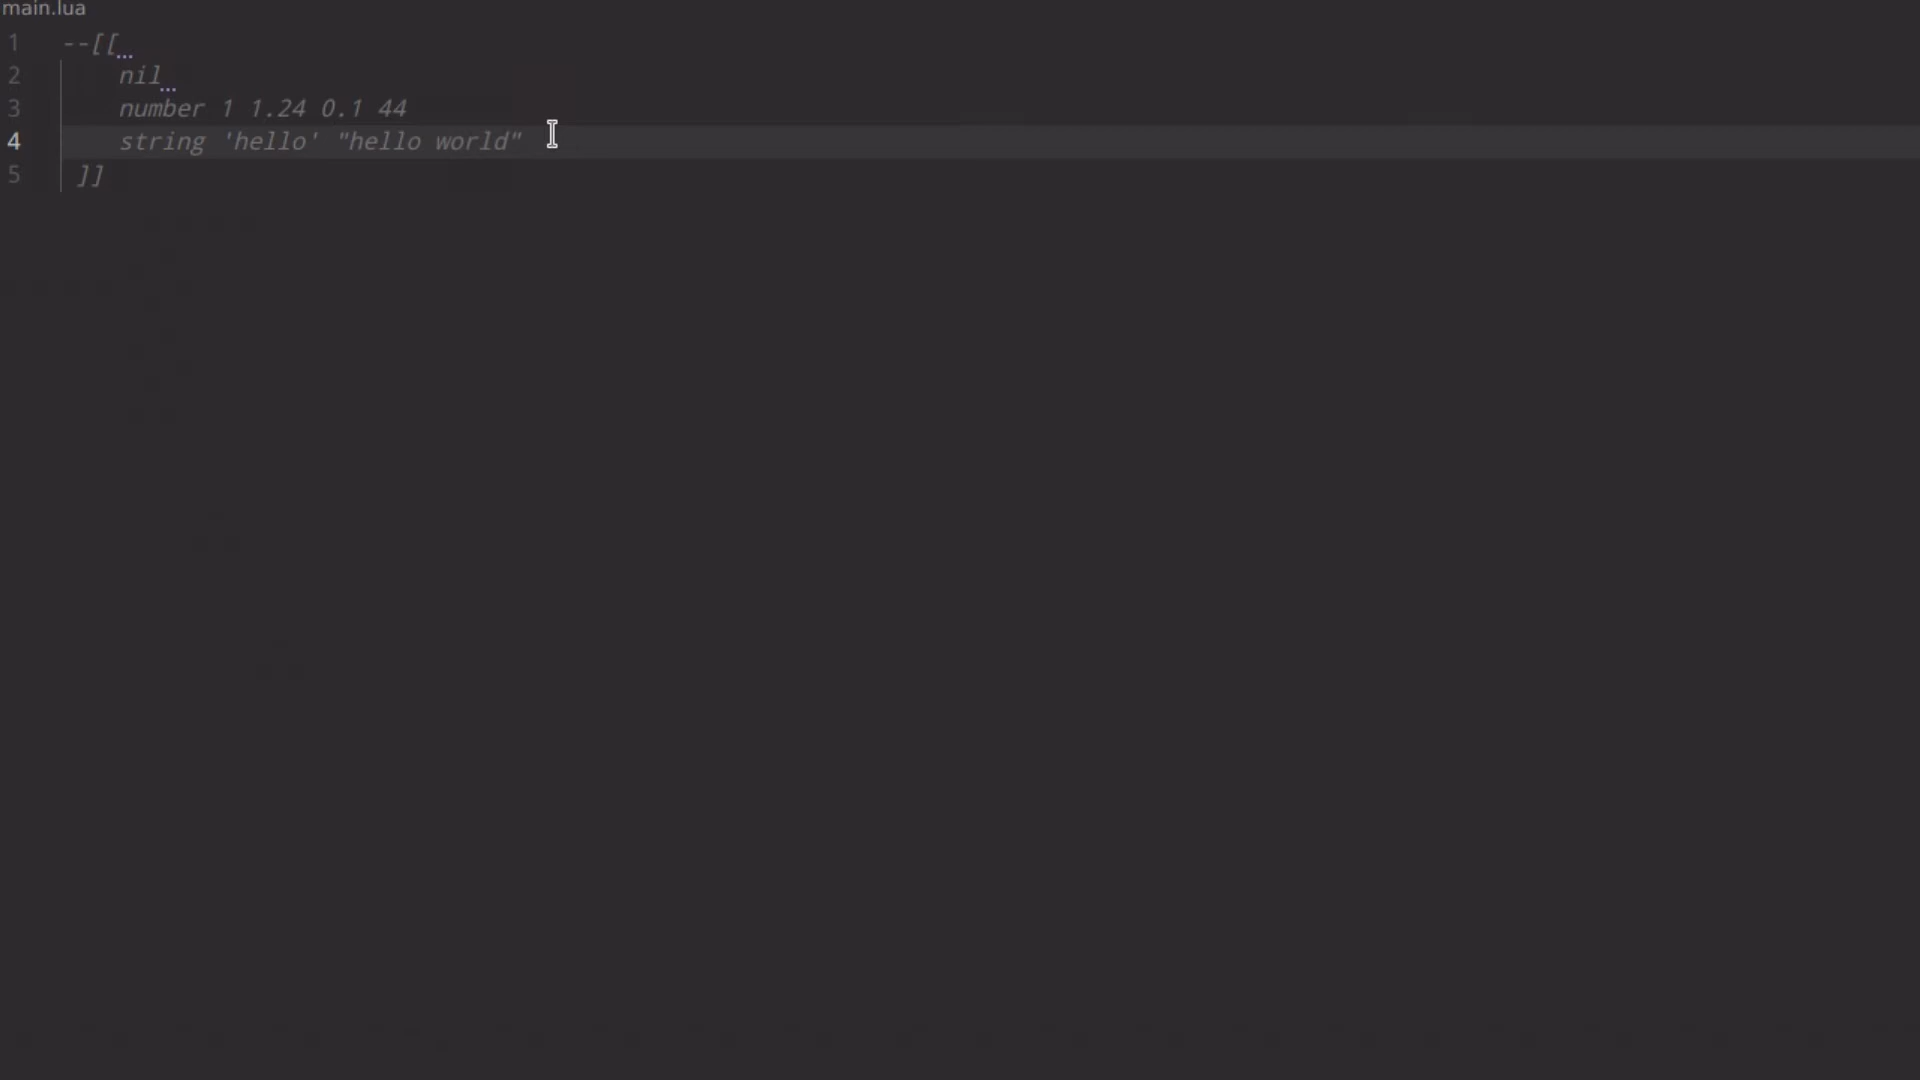 main.lua
1 --[[
2 nil
3 number 1 1.24 0.1 44
4 string 'hello' "hello world"
5 ]]